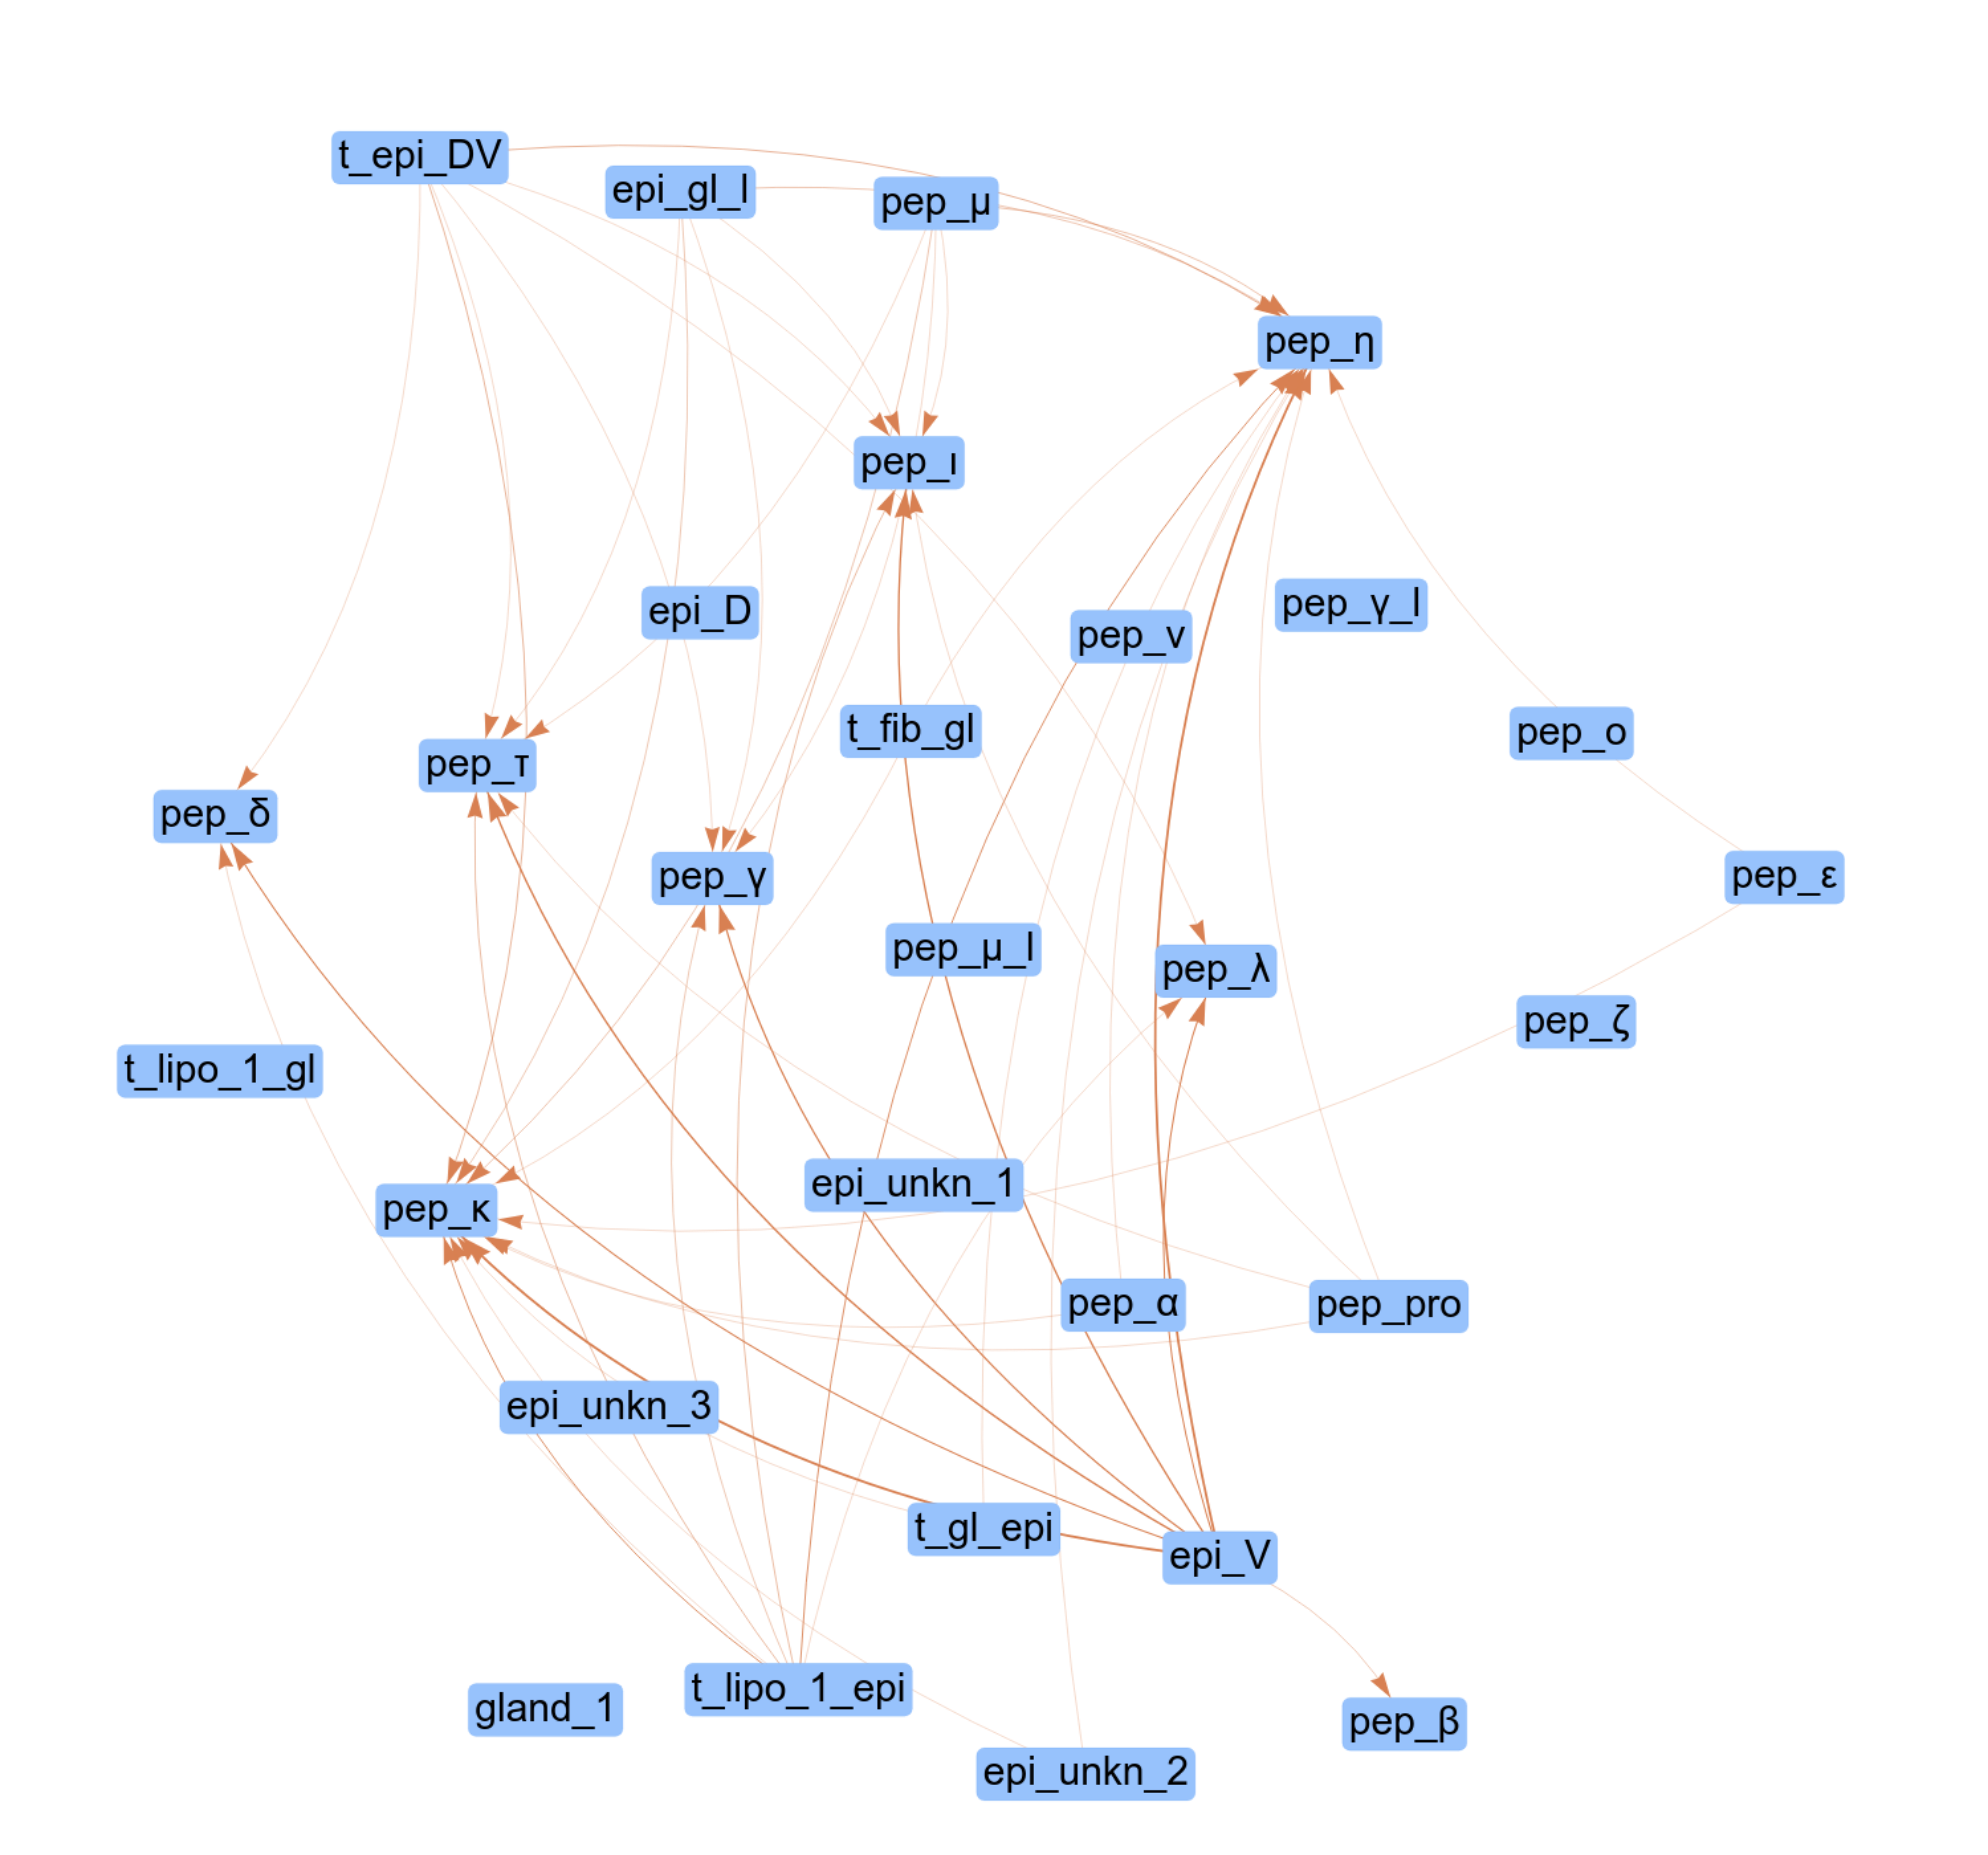 t_epi_DV
epi_gl_l
pep_μ
pep_η
pep_ι
epi_D
pep_γ_l
pep_ν
t_fib_gl
pep_ο
pep_τ
pep_δ
pep_γ
pep_ε
pep_μ_l
pep_λ
pep_ζ
t_lipo_1_gl
epi_unkn_1
pep_κ
pep_α
pep_pro
epi_unkn_3
t_gl_epi
epi_V
t_lipo_1_epi
gland_1
pep_β
epi_unkn_2